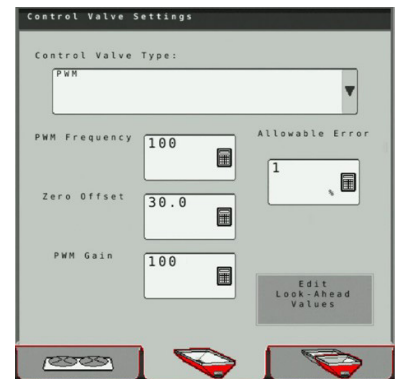 Control Valve Settings
Control Valve Type:
PWM
PWM Frequency
100
Allowable Error
1
%
Zero Offset
30.0
PWM Gain
100
Edit
Look-Ahead
Values